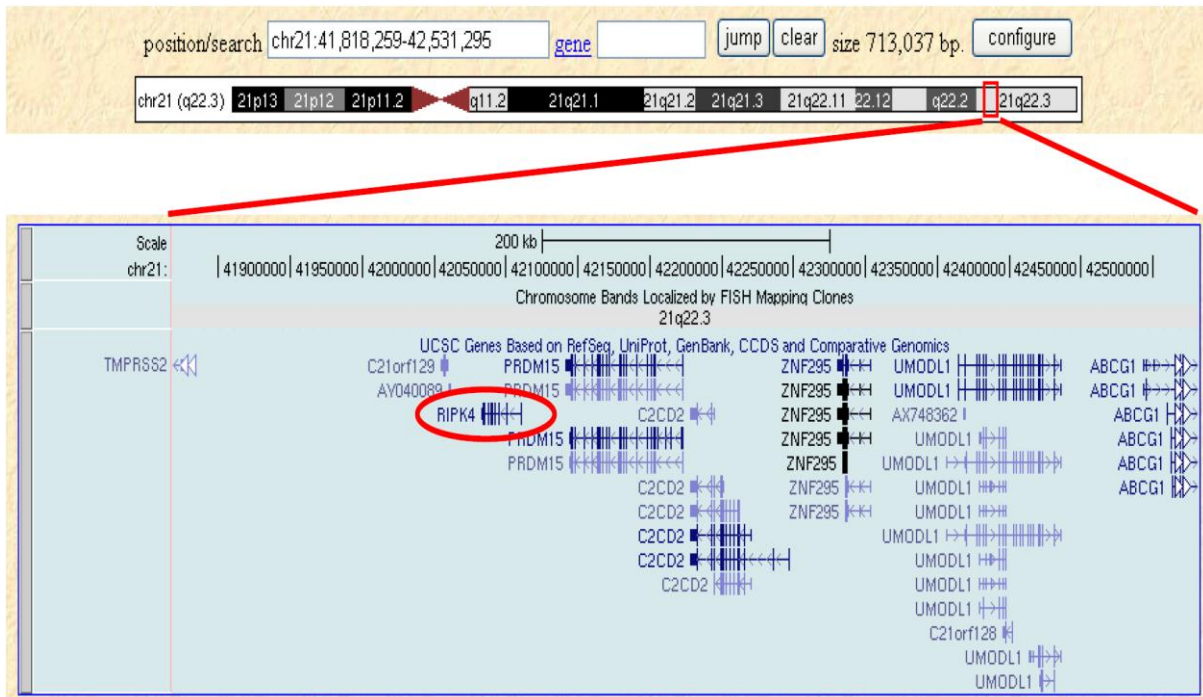 position/search chr21:41,818,259-42,531,295 gene jump clear size 713,037 bp. configure
chr21 (q22.3) 21p13 21p12 21p11.2 q11.2 21q21.1 21q21.2 21q21.3 21q22.11 22.12 q22.2 21q22.3
Scale 200 kb
chr21: |41900000|41950000|42000000|42050000|42100000|42150000|42200000|42250000|42300000|42350000|42400000|42450000|42500000|
Chromosome Bands Localized by FISH Mapping Clones
21q22.3
UCSC Genes Based on RefSeq, UniProt, GenBank, CCDS and Comparative Genomics
TMPRSS2 C21orf129 PRDM15 ZNF295 UMODL1 ABCG1
AY040089 PRDM15 ZNF295 UMODL1 ABCG1
RIPK4 C2CD2 ZNF295 AX748362 ABCG1
PRDM15 ZNF295 UMODL1 ABCG1
PRDM15 ZNF295 UMODL1 ABCG1
C2CD2 ZNF295 UMODL1 ABCG1
C2CD2 ZNF295 UMODL1
C2CD2 UMODL1
C2CD2 UMODL1
C2CD2 UMODL1
UMODL1
C21orf128
UMODL1
UMODL1